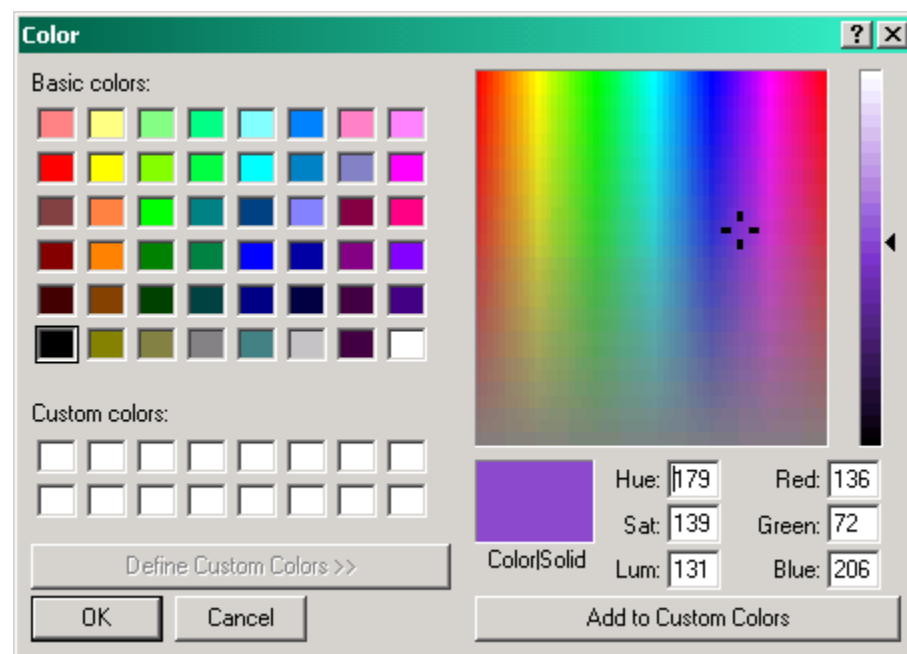 Color
Basic colors:
Custom colors:
Define Custom Colors >>
OK Cancel
Color|Solid
Hue: 179 Red: 136
Sat: 139 Green: 72
Lum: 131 Blue: 206
Add to Custom Colors